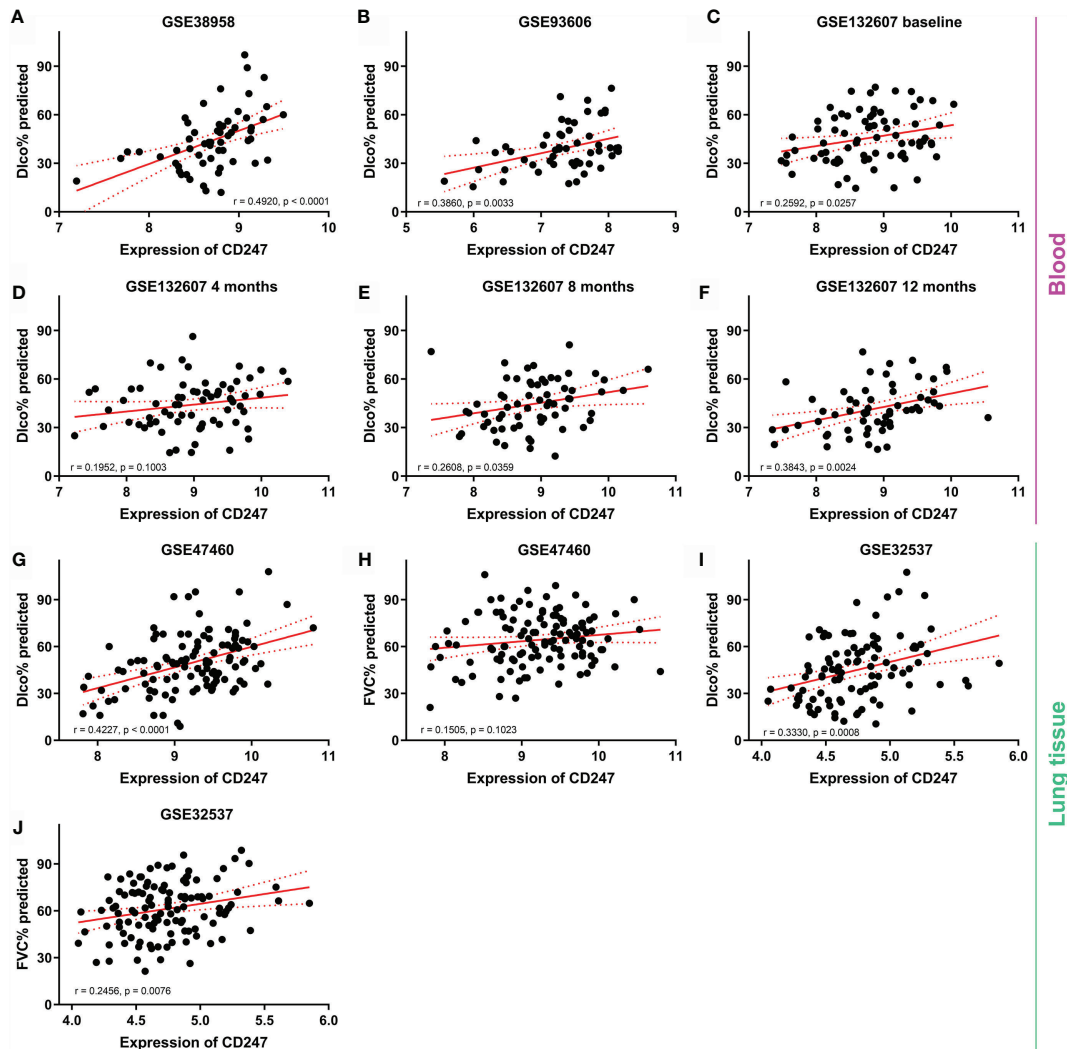 A
GSE38958
Dlco% predicted
90
60
30
0
r = 0.4920, p < 0.0001
7 8 9 10
Expression of CD247
B
GSE93606
Dlco% predicted
90
60
30
0
r = 0.3860, p = 0.0033
5 6 7 8 9
Expression of CD247
C
GSE132607 baseline
Dlco% predicted
90
60
30
0
r = 0.2592, p = 0.0257
7 8 9 10 11
Expression of CD247
D
GSE132607 4 months
Dlco% predicted
90
60
30
0
r = 0.1952, p = 0.1003
7 8 9 10 11
Expression of CD247
E
GSE132607 8 months
Dlco% predicted
90
60
30
0
r = 0.2608, p = 0.0359
7 8 9 10 11
Expression of CD247
F
GSE132607 12 months
Dlco% predicted
90
60
30
0
r = 0.3843, p = 0.0024
7 8 9 10 11
Expression of CD247
Blood
G
GSE47460
Dlco% predicted
90
60
30
0
r = 0.4227, p < 0.0001
8 9 10 11
Expression of CD247
H
GSE47460
FVC% predicted
90
60
30
0
r = 0.1505, p = 0.1023
8 9 10 11
Expression of CD247
I
GSE32537
Dlco% predicted
90
60
30
0
r = 0.3330, p = 0.0008
4.0 4.5 5.0 5.5 6.0
Expression of CD247
J
GSE32537
FVC% predicted
90
60
30
0
r = 0.2456, p = 0.0076
4.0 4.5 5.0 5.5 6.0
Expression of CD247
Lung tissue